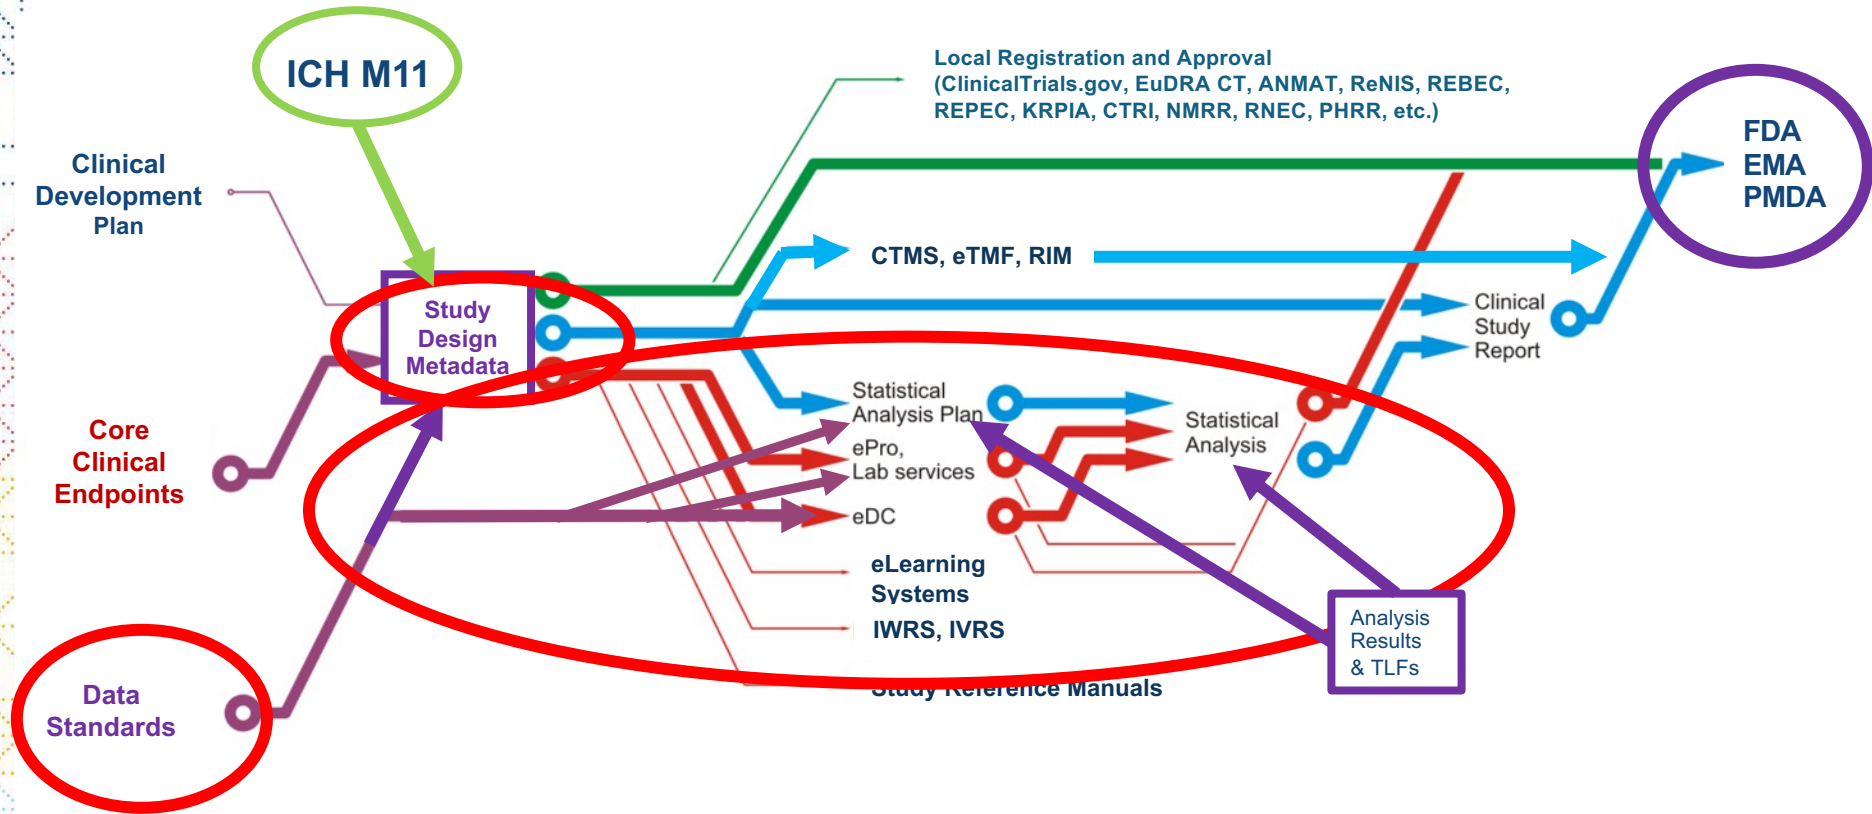 ICH M11
Local Registration and Approval
(ClinicalTrials.gov, EuDRA CT, ANMAT, ReNIS, REBEC,
REPEC, KRPIA, CTRI, NMRR, RNEC, PHRR, etc.)
FDA
EMA
PMDA
Clinical
Development
Plan
CTMS, eTMF, RIM
Study
Design
Metadata
Clinical
Study
Report
Statistical
Analysis Plan
Statistical
Analysis
ePro,
Lab services
Core
Clinical
Endpoints
eDC
eLearning
Systems
IWRS, IVRS
Analysis
Results
& TLFs
Study Reference Manuals
Data
Standards